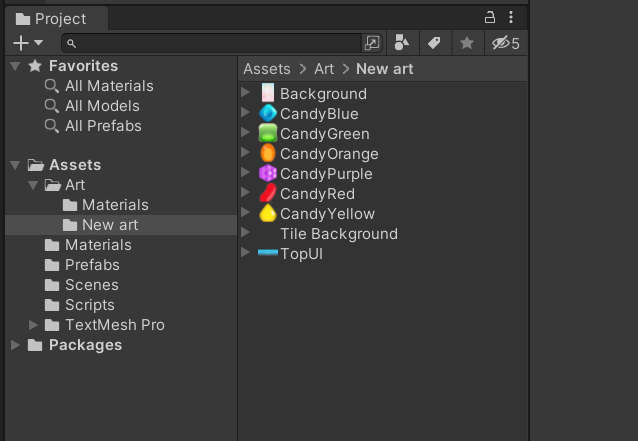 Project
5
Favorites
All Materials
All Models
All Prefabs
Assets
Art
Materials
New art
Materials
Prefabs
Scenes
Scripts
TextMesh Pro
Packages
Assets > Art > New art
Background
CandyBlue
CandyGreen
CandyOrange
CandyPurple
CandyRed
CandyYellow
Tile Background
TopUI